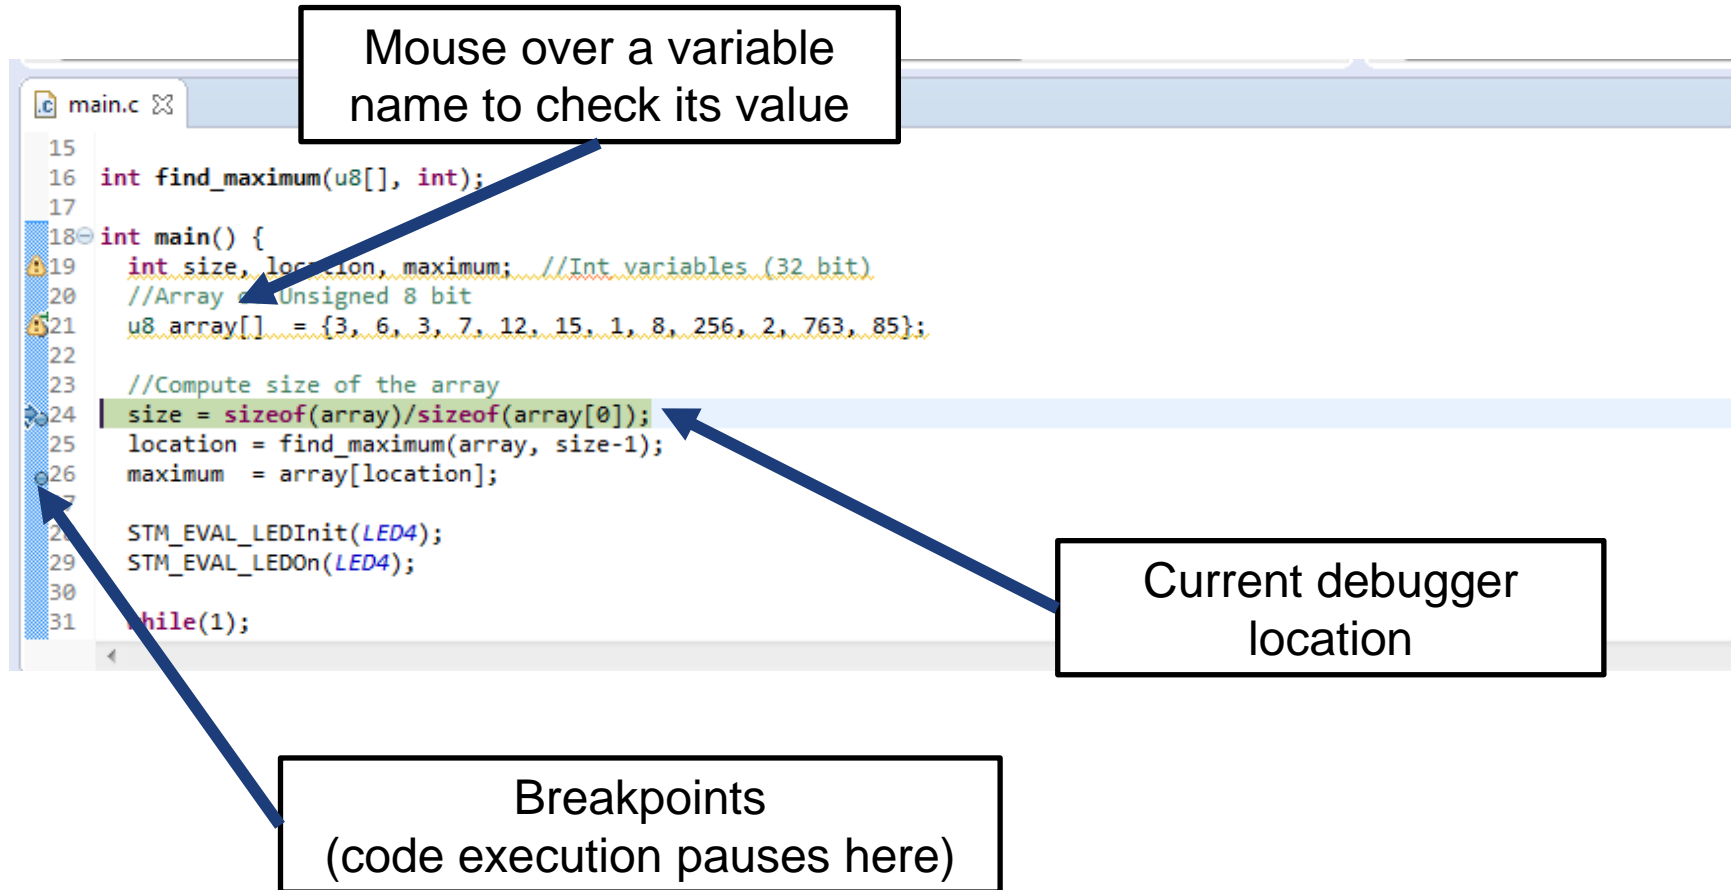 Mouse over a variable
name to check its value
main.c
15
16 int find_maximum(u8[], int);
17
18 int main() {
19 int size, location, maximum; //Int variables (32 bit)
20 //Array Unsigned 8 bit
21 u8 array[] = {3, 6, 3, 7, 12, 15, 1, 8, 256, 2, 763, 85};
22
23 //Compute size of the array
24 size = sizeof(array)/sizeof(array[0]);
25 location = find_maximum(array, size-1);
26 maximum = array[location];
27
28 STM_EVAL_LEDInit(LED4);
29 STM_EVAL_LEDOn(LED4);
30
31 while(1);
Current debugger
location
Breakpoints
(code execution pauses here)